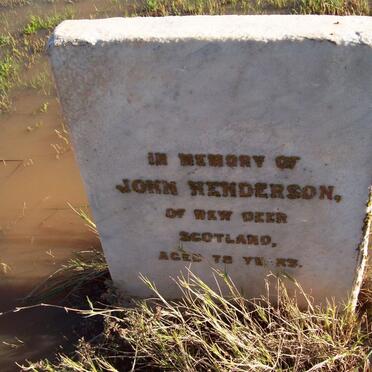 IN MEMORY OF
JOHN HENDERSON,
OF NEW DEER
SCOTLAND,
AGED 78 YEARS.